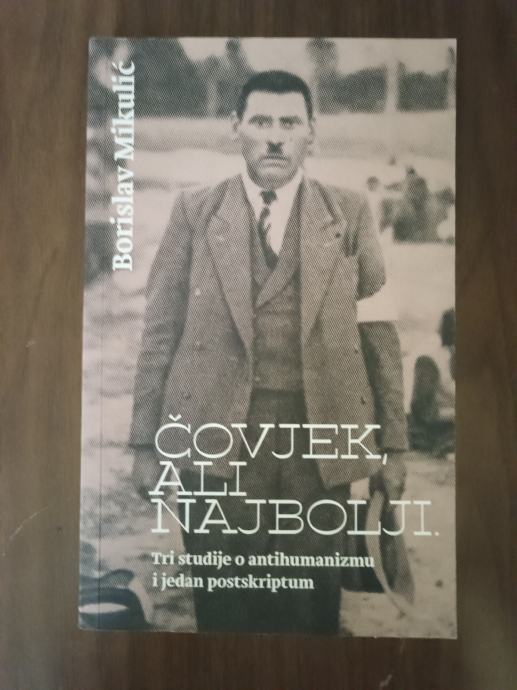 Borislav Mikulić
ČOVJEK,
ALI
NAJBOLJI.
Tri studije o antihumanizmu
i jedan postskriptum